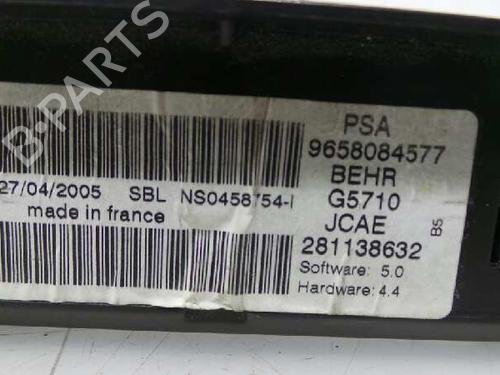 PSA
9658084577
BEHR
G5710
JCAE
281138632
B5
Software: 5.0
Hardware: 4.4
27/04/2005 SBL NS0458754-I
made in france
B-PARTS